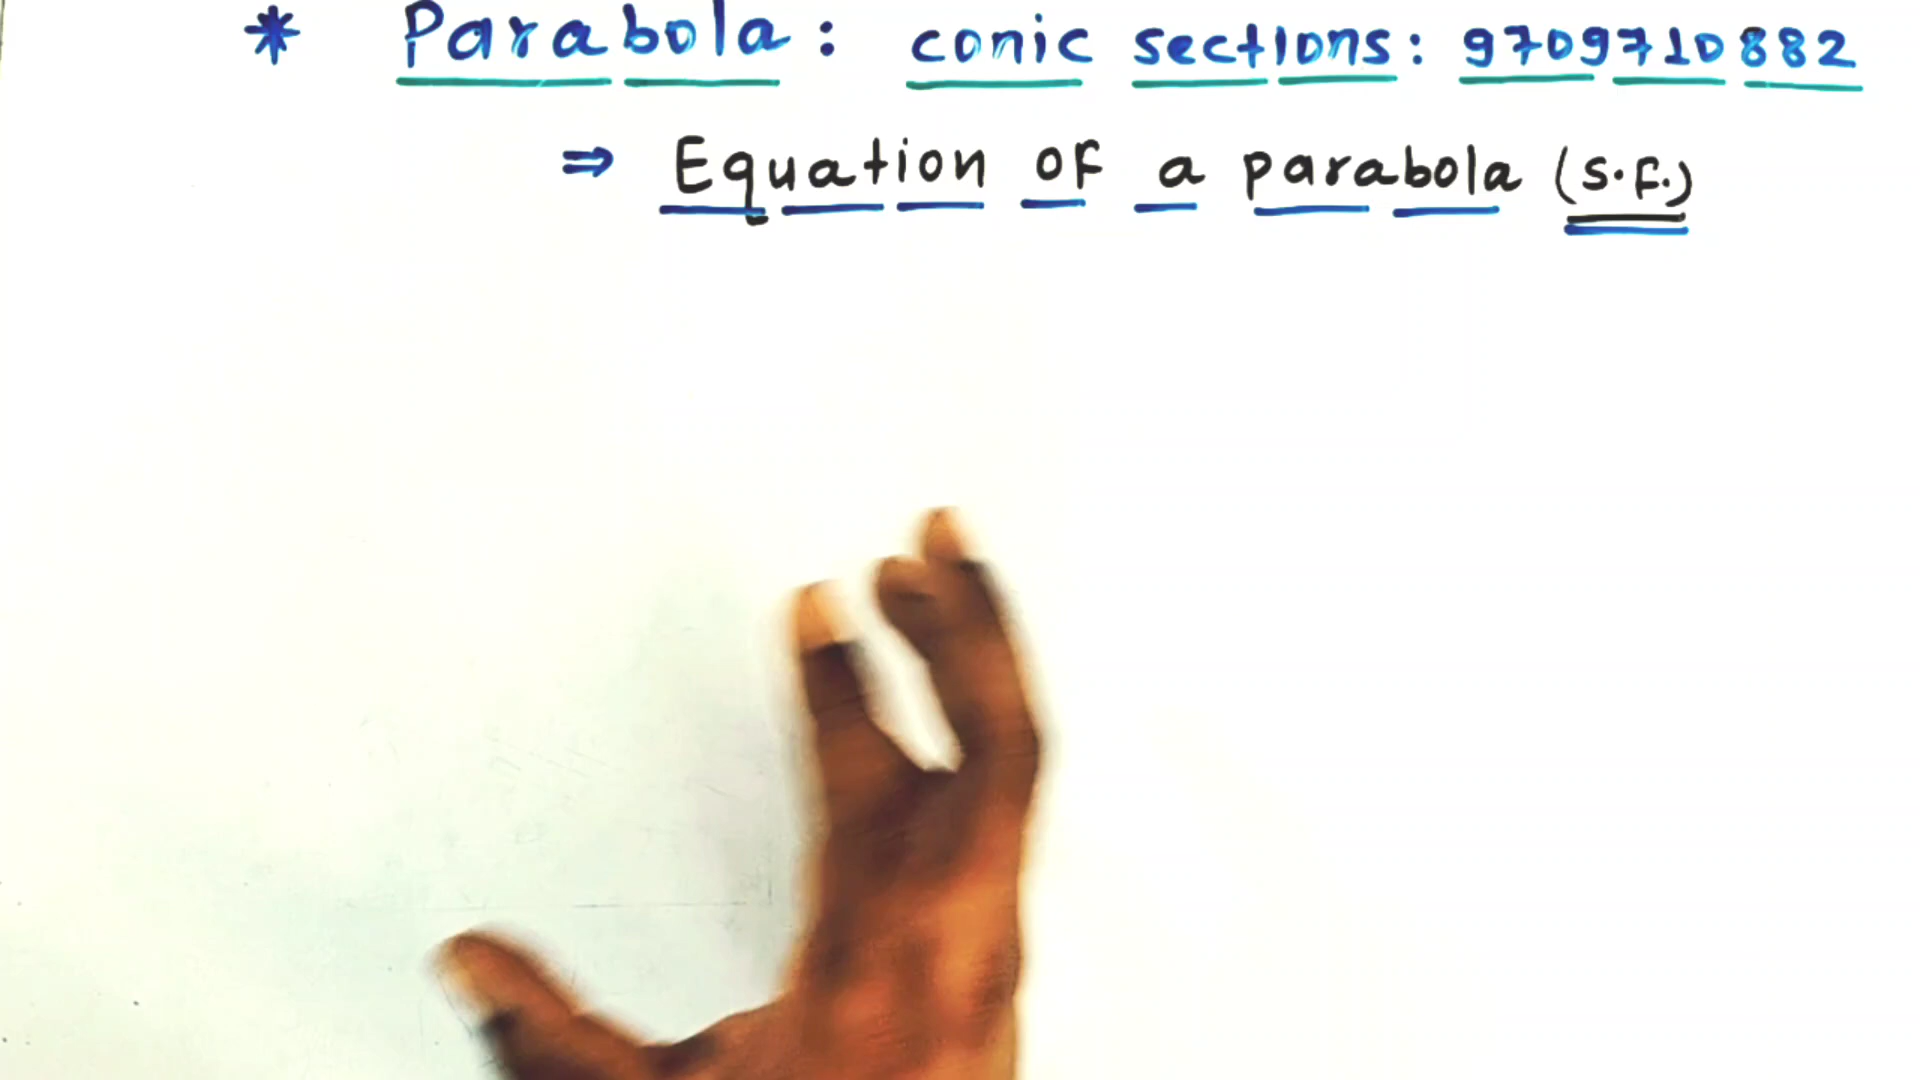 * Parabola: conic sections: 9709710882
⇒ Equation of a parabola (S.F.)